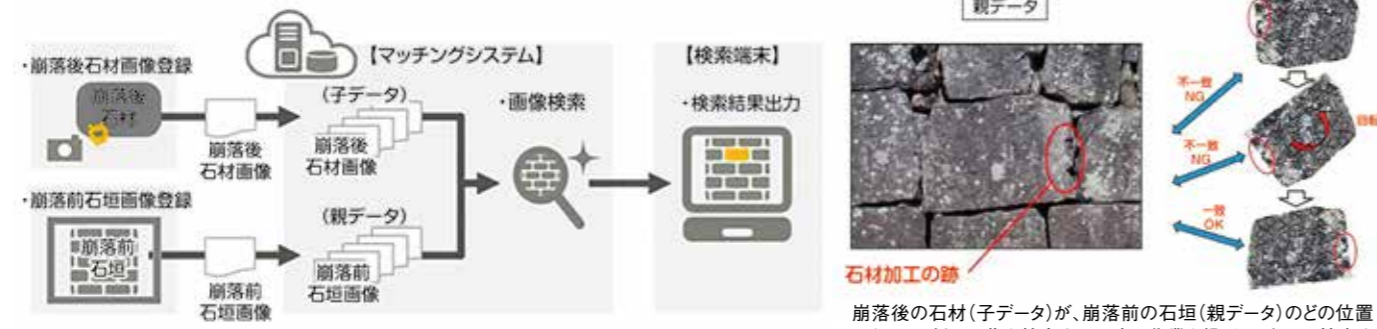 ・崩落後石材画像登録
崩落後
石材
崩落後
石材画像
・崩落前石垣画像登録
崩落前
石垣
崩落前
石垣画像
【マッチングシステム】
(子データ)
崩落後
石材画像
(親データ)
崩落前
石垣画像
・画像検索
【検索端末】
・検索結果出力
親データ
石材加工の跡
不一致
NG
不一致
NG
一致
OK
回転
崩落後の石材(子データ)が、崩落前の石垣(親データ)のどの位置